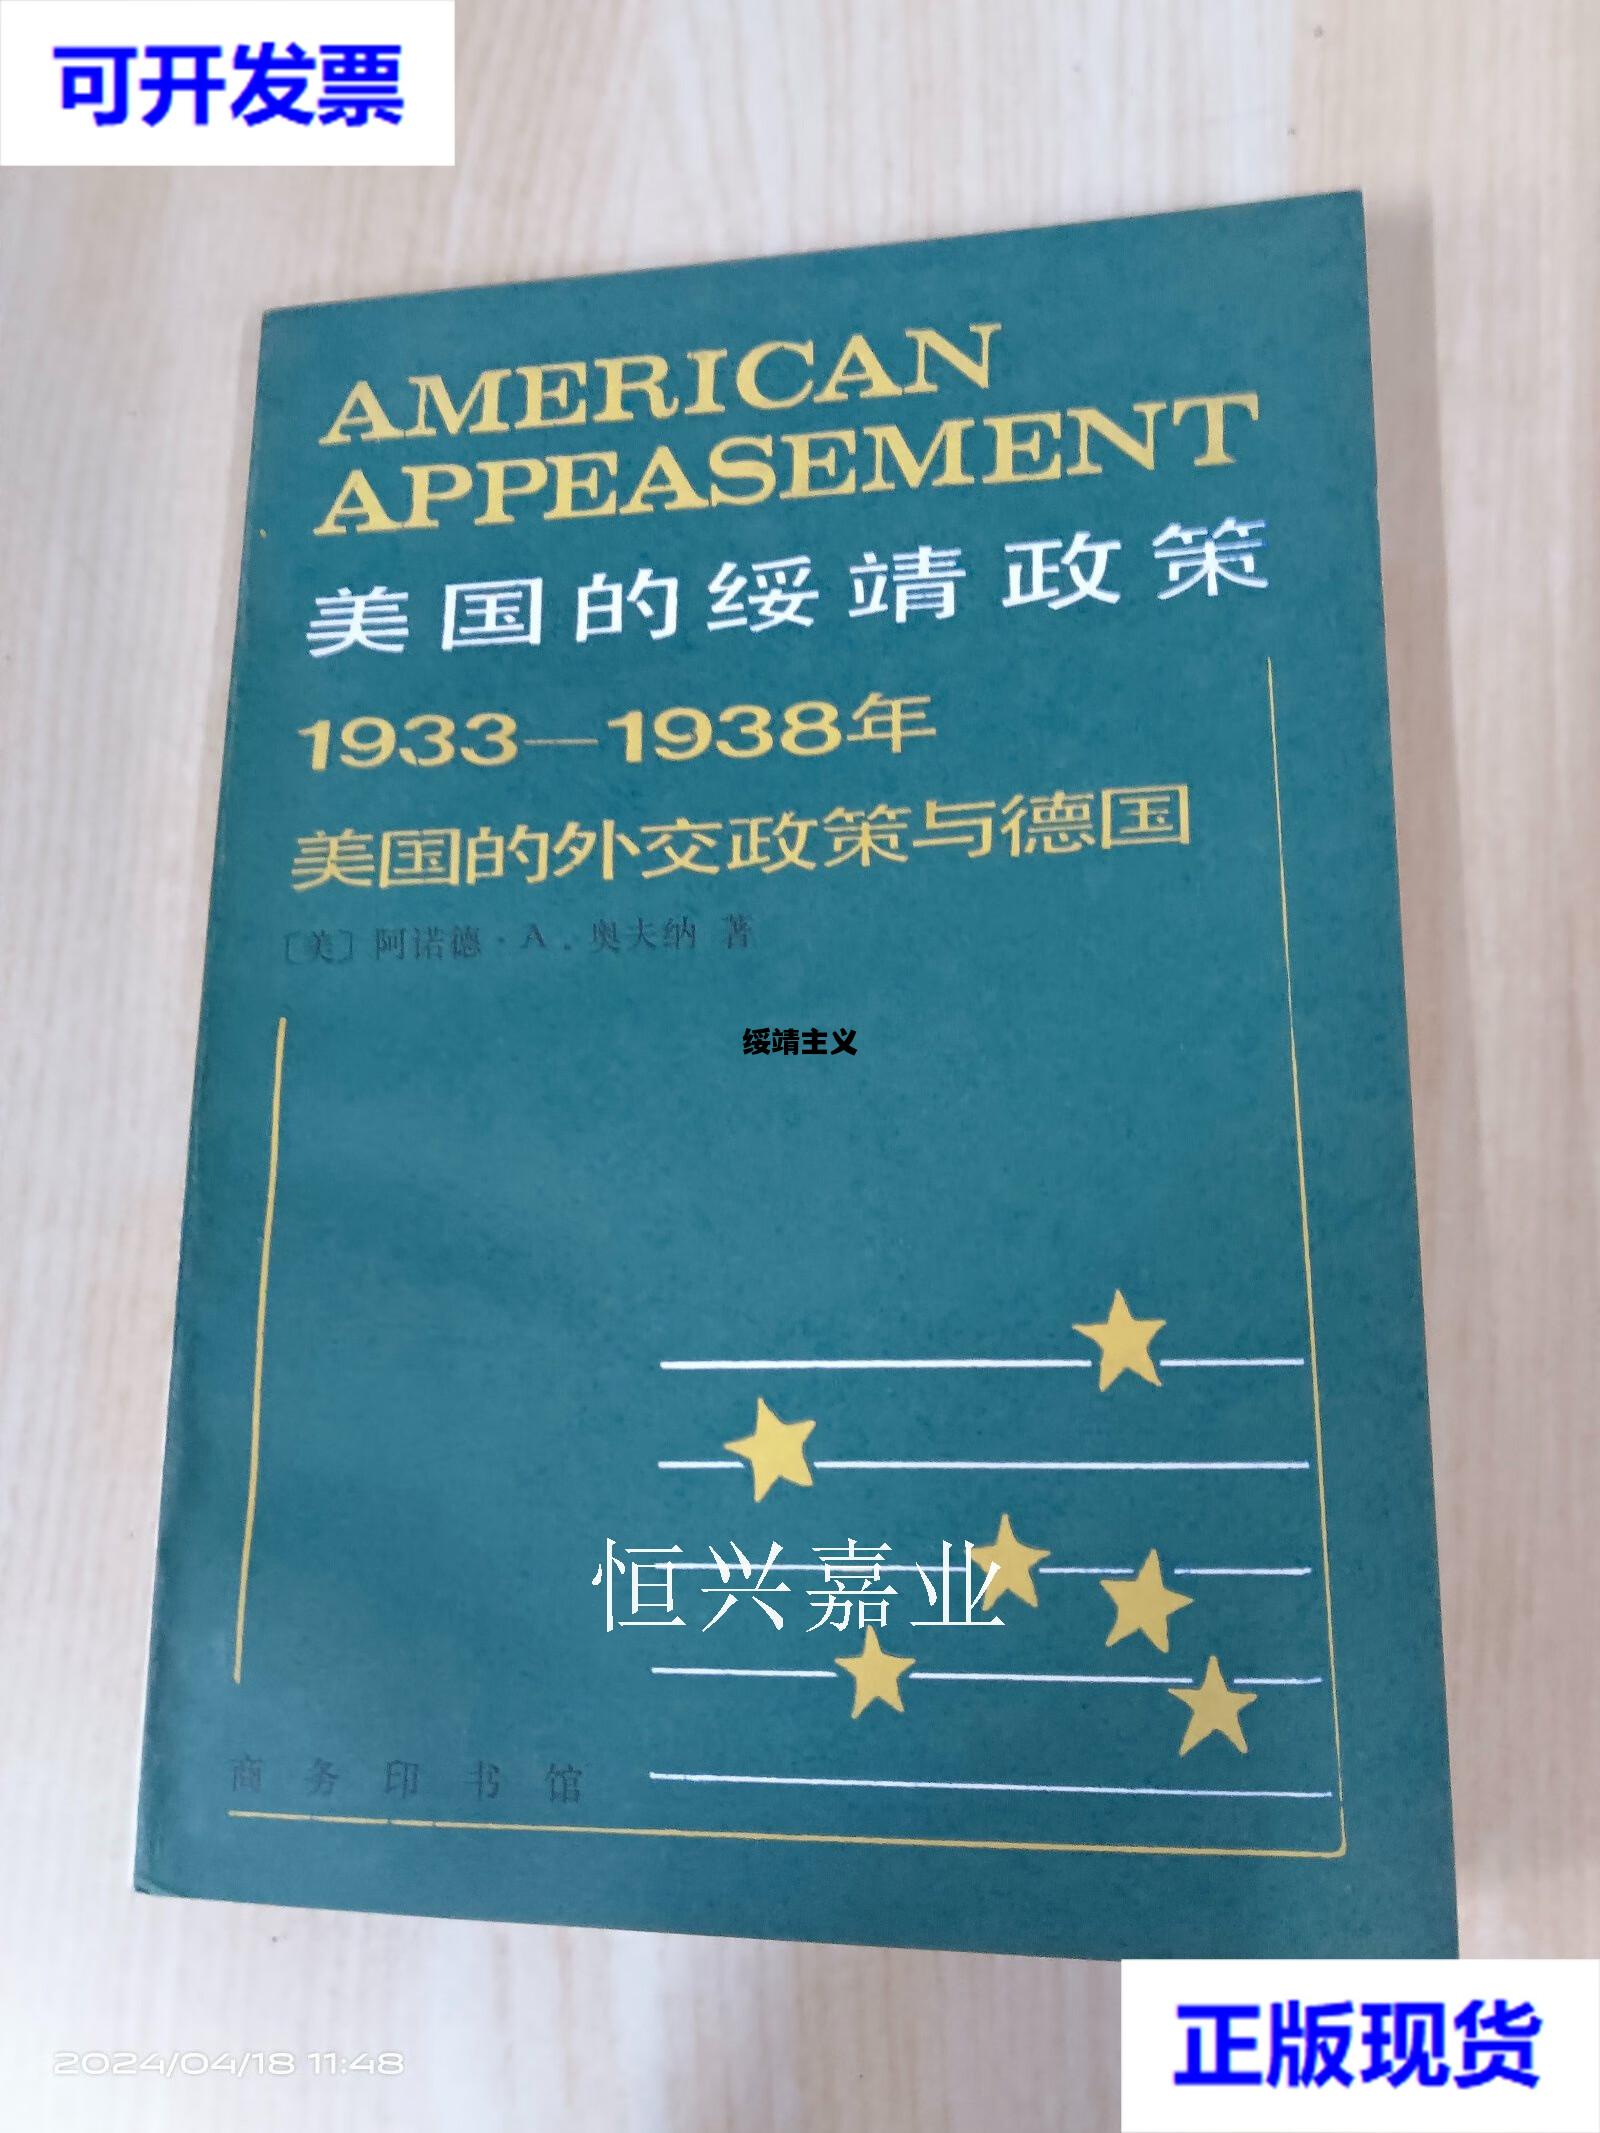 可开发票
AMERICAN
APPEASEMENT
美国的绥靖政策
1933—1938年
美国的外交政策与德国
〔美〕阿诺德·A.奥夫纳 著
绥靖主义
恒兴嘉业
商务印书馆
2024/04/18 11:48
正版现货